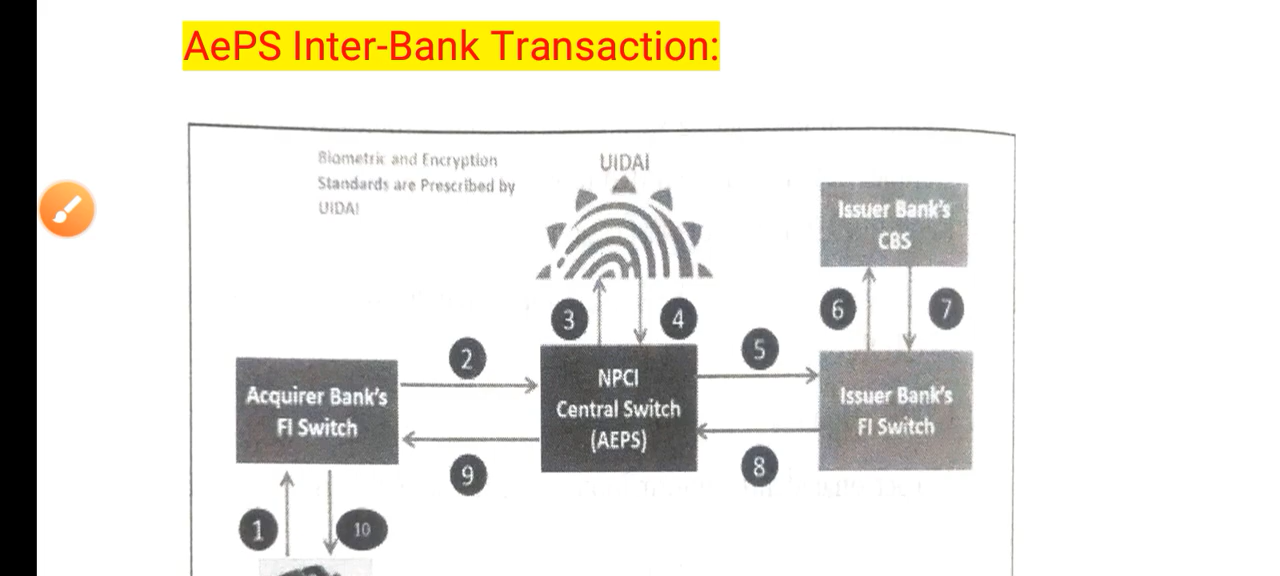 AePS Inter-Bank Transaction:
Biometric and Encryption
Standards are Prescribed by
UIDAI
UIDAI
Issuer Bank's
CBS
3
4
6
7
2
5
Acquirer Bank's
FI Switch
NPCI
Central Switch
(AEPS)
Issuer Bank's
FI Switch
9
8
1
10